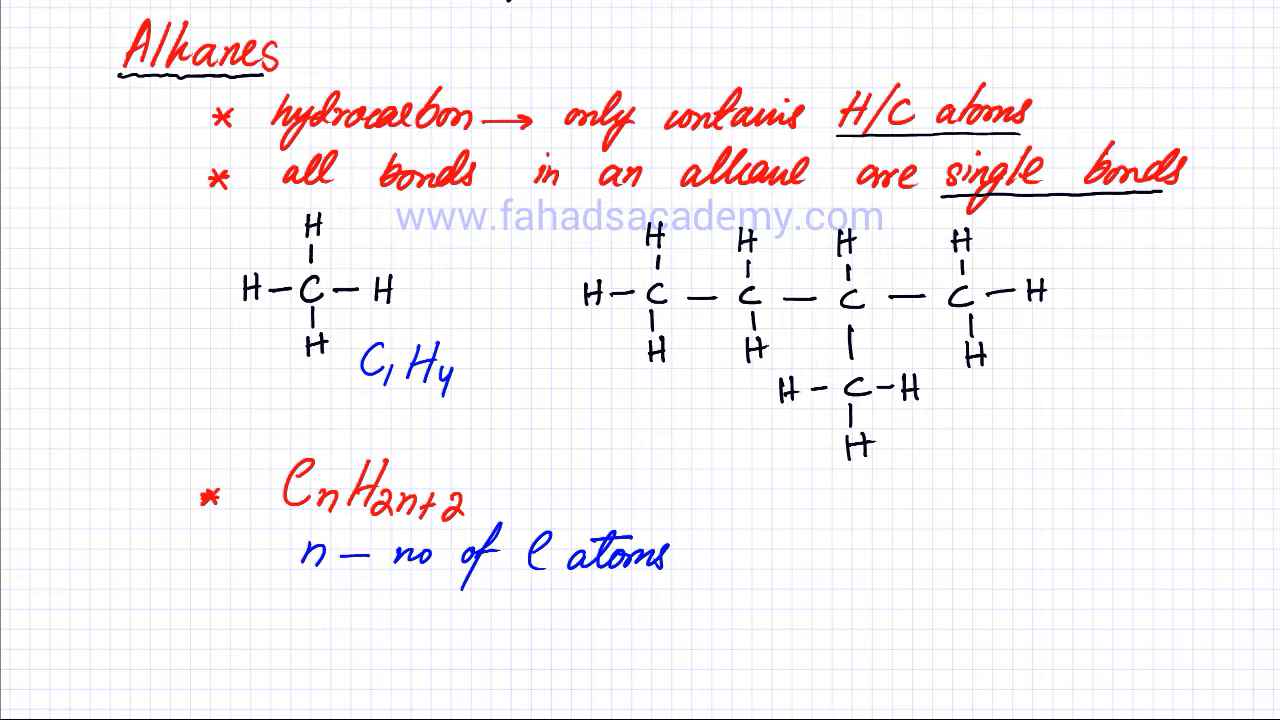 Alkanes
* hydrocarbon → only contains H/C atoms
* all bonds in an alkane are single bonds
www.fahadsacademy.com
H H H H H
H–C–H H–C–C–C–C–H
H H H H
C₁H₄ H–C–H
H
* CnH2n+2
n – no of C atoms